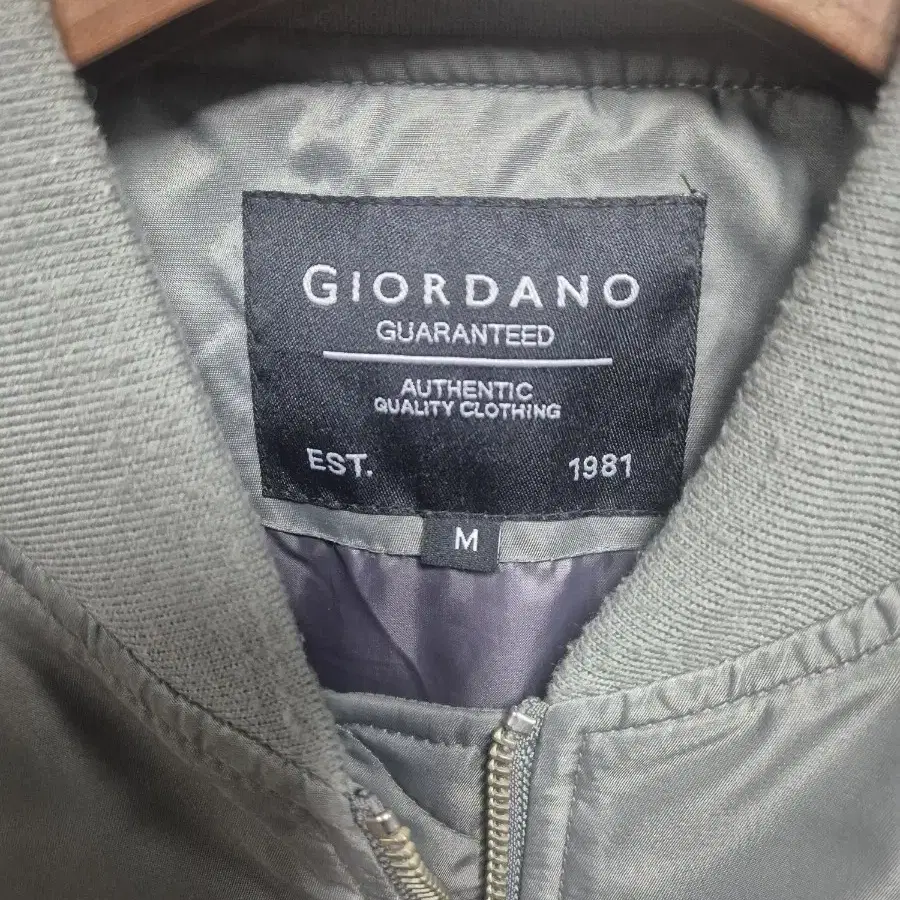 GIORDANO
GUARANTEED
AUTHENTIC
QUALITY CLOTHING
EST. 1981
M